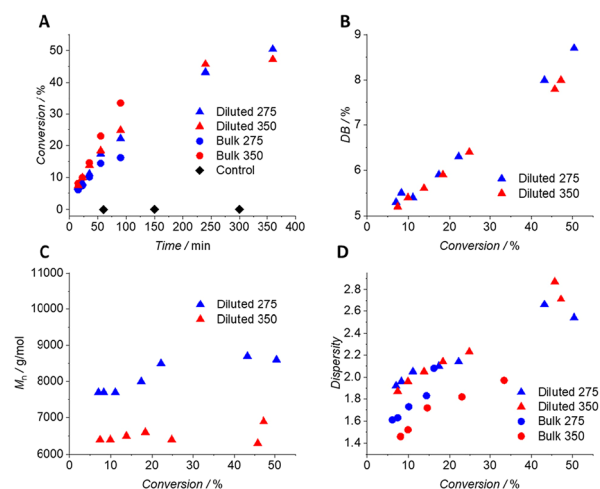 A
Conversion / %
50
40
30
20
10
0
Diluted 275
Diluted 350
Bulk 275
Bulk 350
Control
0 50 100 150 200 250 300 350 400
Time / min
B
DB / %
9
8
7
6
5
Diluted 275
Diluted 350
0 10 20 30 40 50
Conversion / %
C
Mn / g/mol
11000
10000
9000
8000
7000
6000
Diluted 275
Diluted 350
0 10 20 30 40 50
Conversion / %
D
Dispersity
2.8
2.6
2.4
2.2
2.0
1.8
1.6
1.4
Diluted 275
Diluted 350
Bulk 275
Bulk 350
0 10 20 30 40 50
Conversion / %